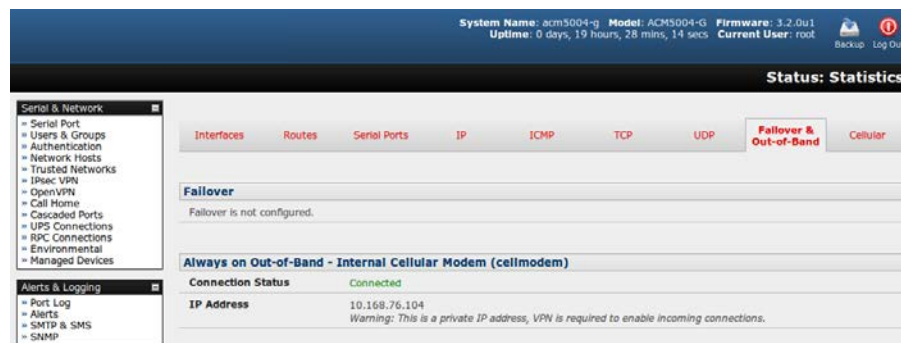 System Name: acm5004-g Model: ACM5004-G Firmware: 3.2.0u1
Uptime: 0 days, 19 hours, 28 mins, 14 secs Current User: root
Backup Log Ou
Status: Statistics
Serial & Network
Serial Port
Users & Groups
Authentication
Network Hosts
Trusted Networks
IPsec VPN
OpenVPN
Call Home
Cascaded Ports
UPS Connections
RPC Connections
Environmental
Managed Devices
Alerts & Logging
Port Log
Alerts
SMTP & SMS
SNMP
Interfaces Routes Serial Ports IP ICMP TCP UDP Failover & Out-of-Band Cellular
Failover
Failover is not configured.
Always on Out-of-Band - Internal Cellular Modem (cellmodem)
Connection Status Connected
IP Address 10.168.76.104
Warning: This is a private IP address, VPN is required to enable incoming connections.